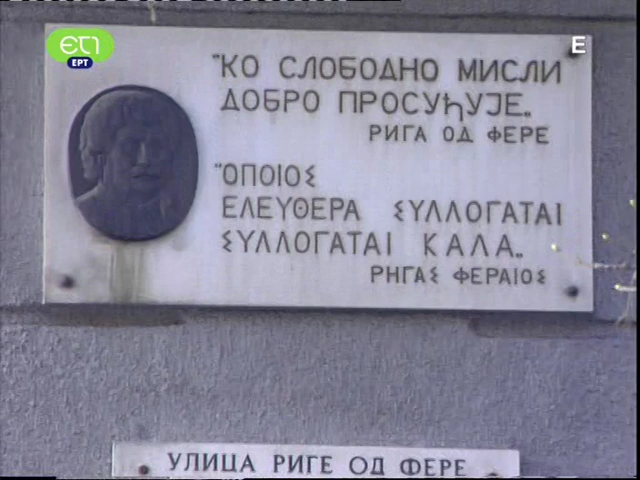 ET1
ΕΡΤ
E
"КО СЛОБОДНО МИСЛИ
ДОБРО ПРОСУЂУЈЕ„
РИГА ОД ФЕРЕ
"ΟΠΟΙΟΣ
ΕΛΕΥΘΕΡΑ ΣΥΛΛΟΓΑΤΑΙ
ΣΥΛΛΟΓΑΤΑΙ ΚΑΛΑ„
ΡΗΓΑΣ ΦΕΡΑΙΟΣ
УЛИЦА РИГЕ ОД ФЕРЕ